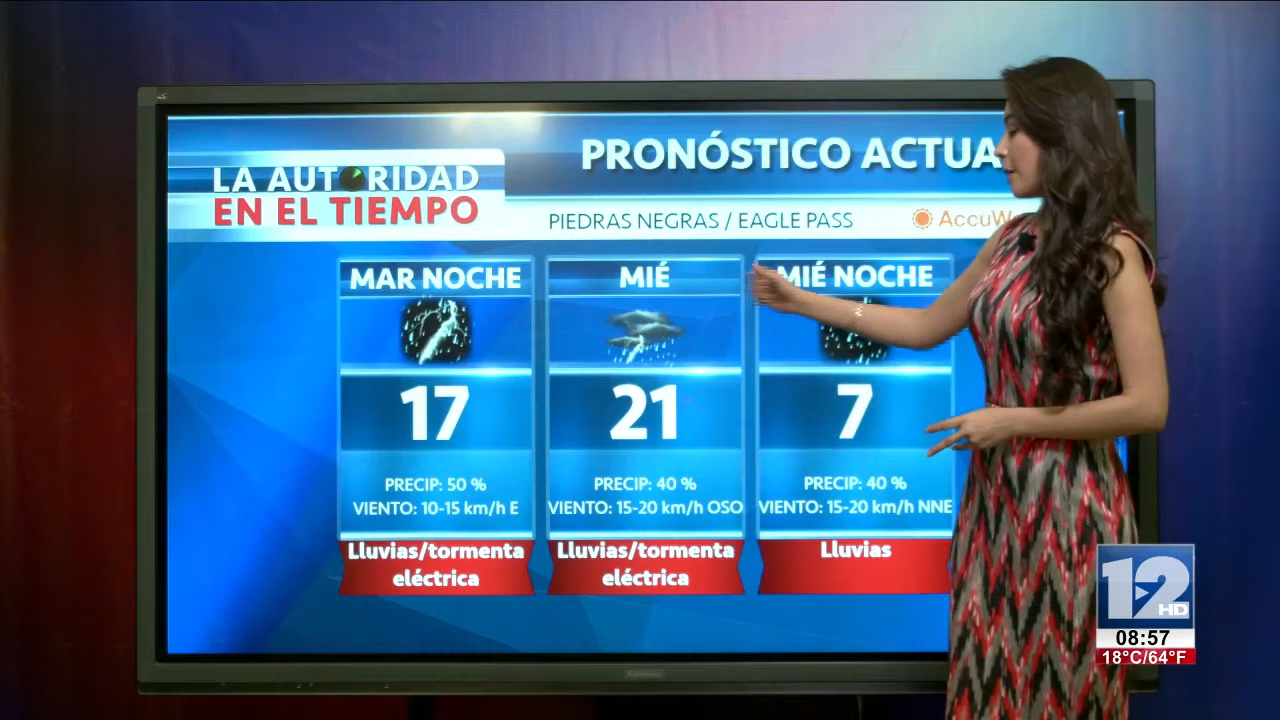 PRONÓSTICO ACTUA
LA AUTORIDAD
EN EL TIEMPO
PIEDRAS NEGRAS / EAGLE PASS
AccuW
MAR NOCHE
17
PRECIP: 50 %
VIENTO: 10-15 km/h E
Lluvias/tormenta
eléctrica
MIÉ
21
PRECIP: 40 %
VIENTO: 15-20 km/h OSO
Lluvias/tormenta
eléctrica
MIÉ NOCHE
7
PRECIP: 40 %
VIENTO: 15-20 km/h NNE
Lluvias
12
HD
08:57
18°C/64°F